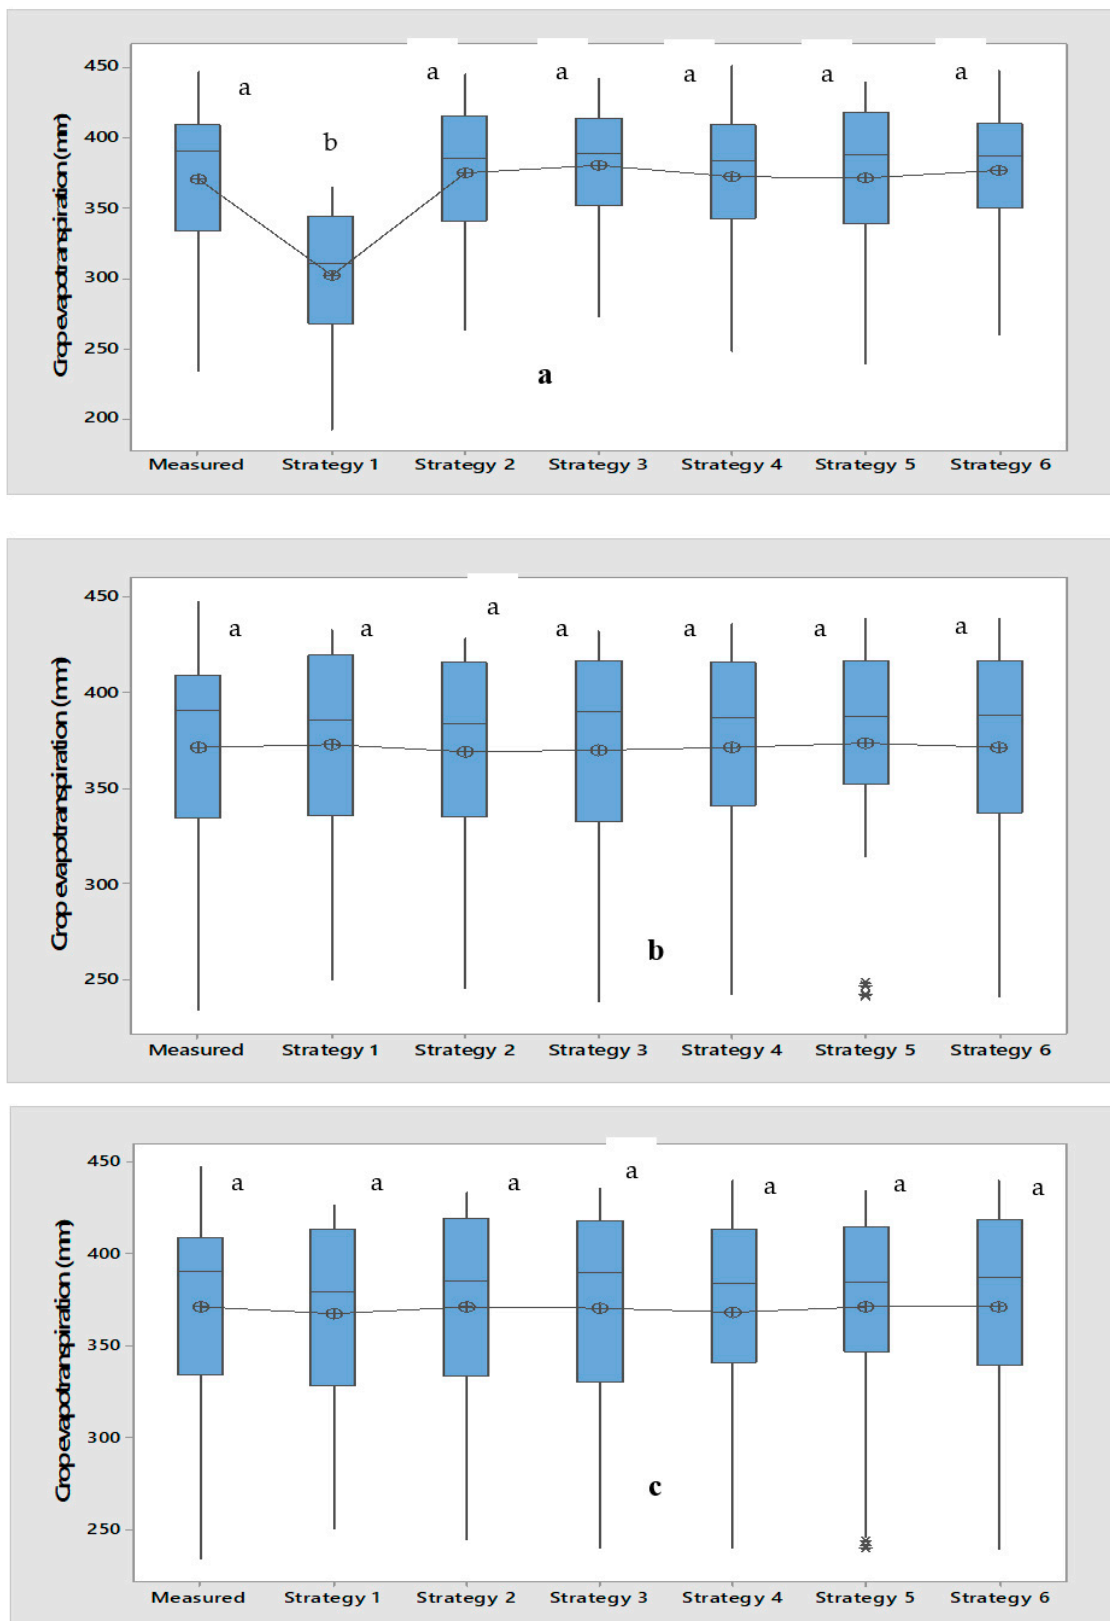 450
400
350
300
250
200
Crop evapotranspiration (mm)
a
b
a
a
a
a
a
a
Measured
Strategy 1
Strategy 2
Strategy 3
Strategy 4
Strategy 5
Strategy 6
450
400
350
300
250
Crop evapotranspiration (mm)
a
a
a
a
a
a
a
b
Measured
Strategy 1
Strategy 2
Strategy 3
Strategy 4
Strategy 5
Strategy 6
450
400
350
300
250
Crop evapotranspiration (mm)
a
a
a
a
a
a
a
c
Measured
Strategy 1
Strategy 2
Strategy 3
Strategy 4
Strategy 5
Strategy 6